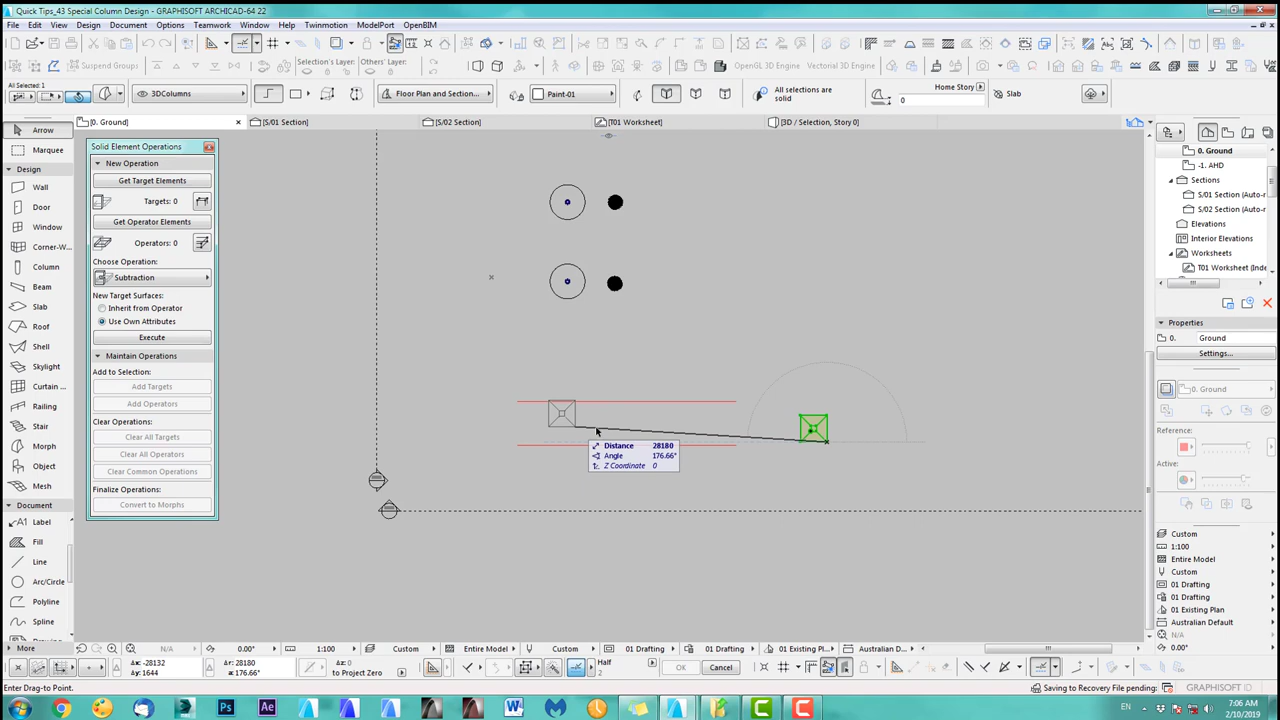 Quick Tips_43 Special Column Design - GRAPHISOFT ARCHICAD-64 22
File Edit View Design Document Options Teamwork Window Twinmotion ModelPort OpenBIM
Suspend Groups
Selection's Layer:
Others' Layer:
OpenGL 3D Engine
Vectorial 3D Layer
All Selected: 1
3DColumns
Floor Plan and Section...
Paint-01
All selections are solid
Home Story
0
Slab
[0. Ground]
[S/01 Section]
[S/02 Section]
[T01 Worksheet]
[3D / Selection, Story 0]
Arrow
Marquee
Design
Wall
Door
Window
Corner-W...
Column
Beam
Slab
Roof
Shell
Skylight
Curtain ...
Railing
Stair
Morph
Object
Mesh
Document
Label
Fill
Line
Arc/Circle
Polyline
Spline
More
Solid Element Operations
New Operation
Get Target Elements
Targets: 0
Get Operator Elements
Operators: 0
Choose Operation:
Subtraction
New Target Surfaces:
Inherit from Operator
Use Own Attributes
Execute
Maintain Operations
Add to Selection:
Add Targets
Add Operators
Clear Operations:
Clear All Targets
Clear All Operators
Clear Common Operations
Finalize Operations:
Convert to Morphs
Distance 28180
Angle 176.66°
Z Coordinate 0
0. Ground
-1. AHD
Sections
S/01 Section (Auto-r
S/02 Section (Auto-r
Elevations
Interior Elevations
Worksheets
T01 Worksheet (Inde
Properties
0. Ground
Settings...
0. Ground
Reference:
Active:
Custom
1:100
Entire Model
Custom
01 Drafting
01 Drafting
01 Existing Plan
Australian Default
N/A
0.00°
N/A
0.00°
1:100
Custom
Entire Model
Custom
01 Drafting
01 Drafting
01 Existing Pl...
Australian D...
Δx: -28132
Δy: 1644
Δr: 28180
a: 176.66°
Δz: 0
to Project Zero
Half
2
OK
Cancel
Enter Drag-to Point.
Saving to Recovery File pending:
GRAPHISOFT ID
EN
7:06 AM
2/10/2019